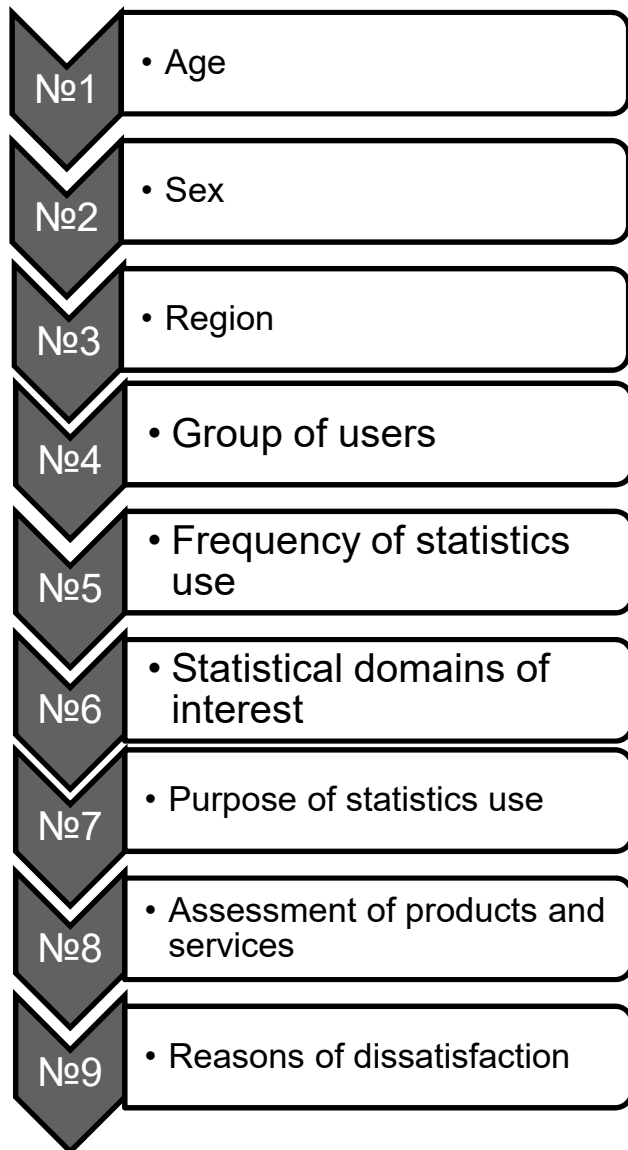 №1
• Age
№2
• Sex
№3
• Region
№4
• Group of users
№5
• Frequency of statistics
use
№6
• Statistical domains of
interest
№7
• Purpose of statistics use
№8
• Assessment of products and
services
№9
• Reasons of dissatisfaction